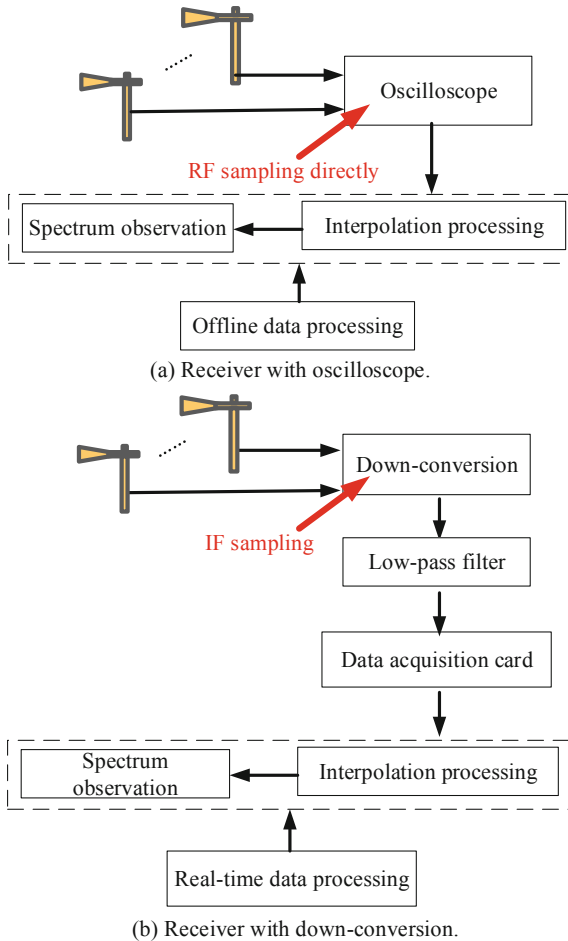 Oscilloscope
RF sampling directly
Spectrum observation
Interpolation processing
Offline data processing
(a) Receiver with oscilloscope.
Down-conversion
IF sampling
Low-pass filter
Data acquisition card
Spectrum
observation
Interpolation processing
Real-time data processing
(b) Receiver with down-conversion.